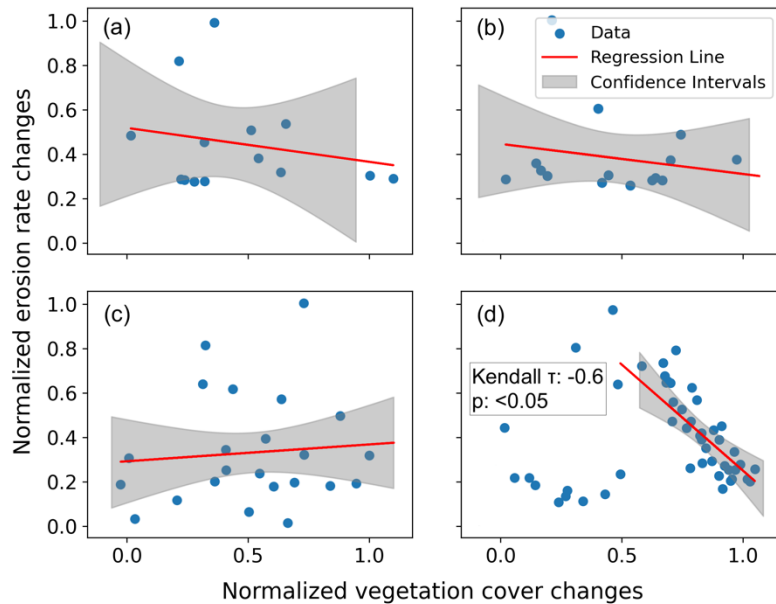 Normalized erosion rate changes
(a)
1.0
0.8
0.6
0.4
0.2
0.0
(b)
Data
Regression Line
Confidence Intervals
(c)
1.0
0.8
0.6
0.4
0.2
0.0
0.0 0.5 1.0
(d)
Kendall τ: -0.6
p: <0.05
0.0 0.5 1.0
Normalized vegetation cover changes